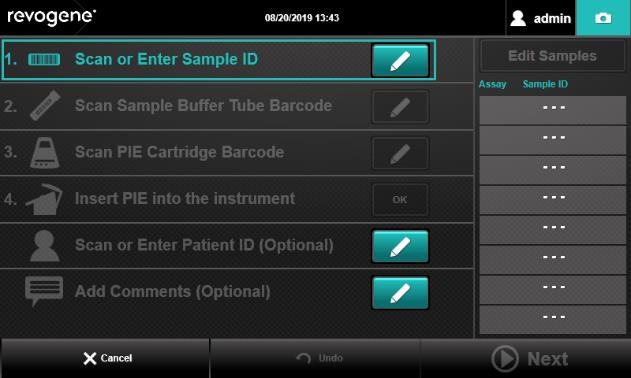 revogene®
08/20/2019 13:43
admin
1. Scan or Enter Sample ID
2. Scan Sample Buffer Tube Barcode
3. Scan PIE Cartridge Barcode
4. Insert PIE into the instrument
OK
Scan or Enter Patient ID (Optional)
Add Comments (Optional)
Edit Samples
Assay Sample ID
---
---
---
---
---
---
---
---
Cancel
Undo
Next